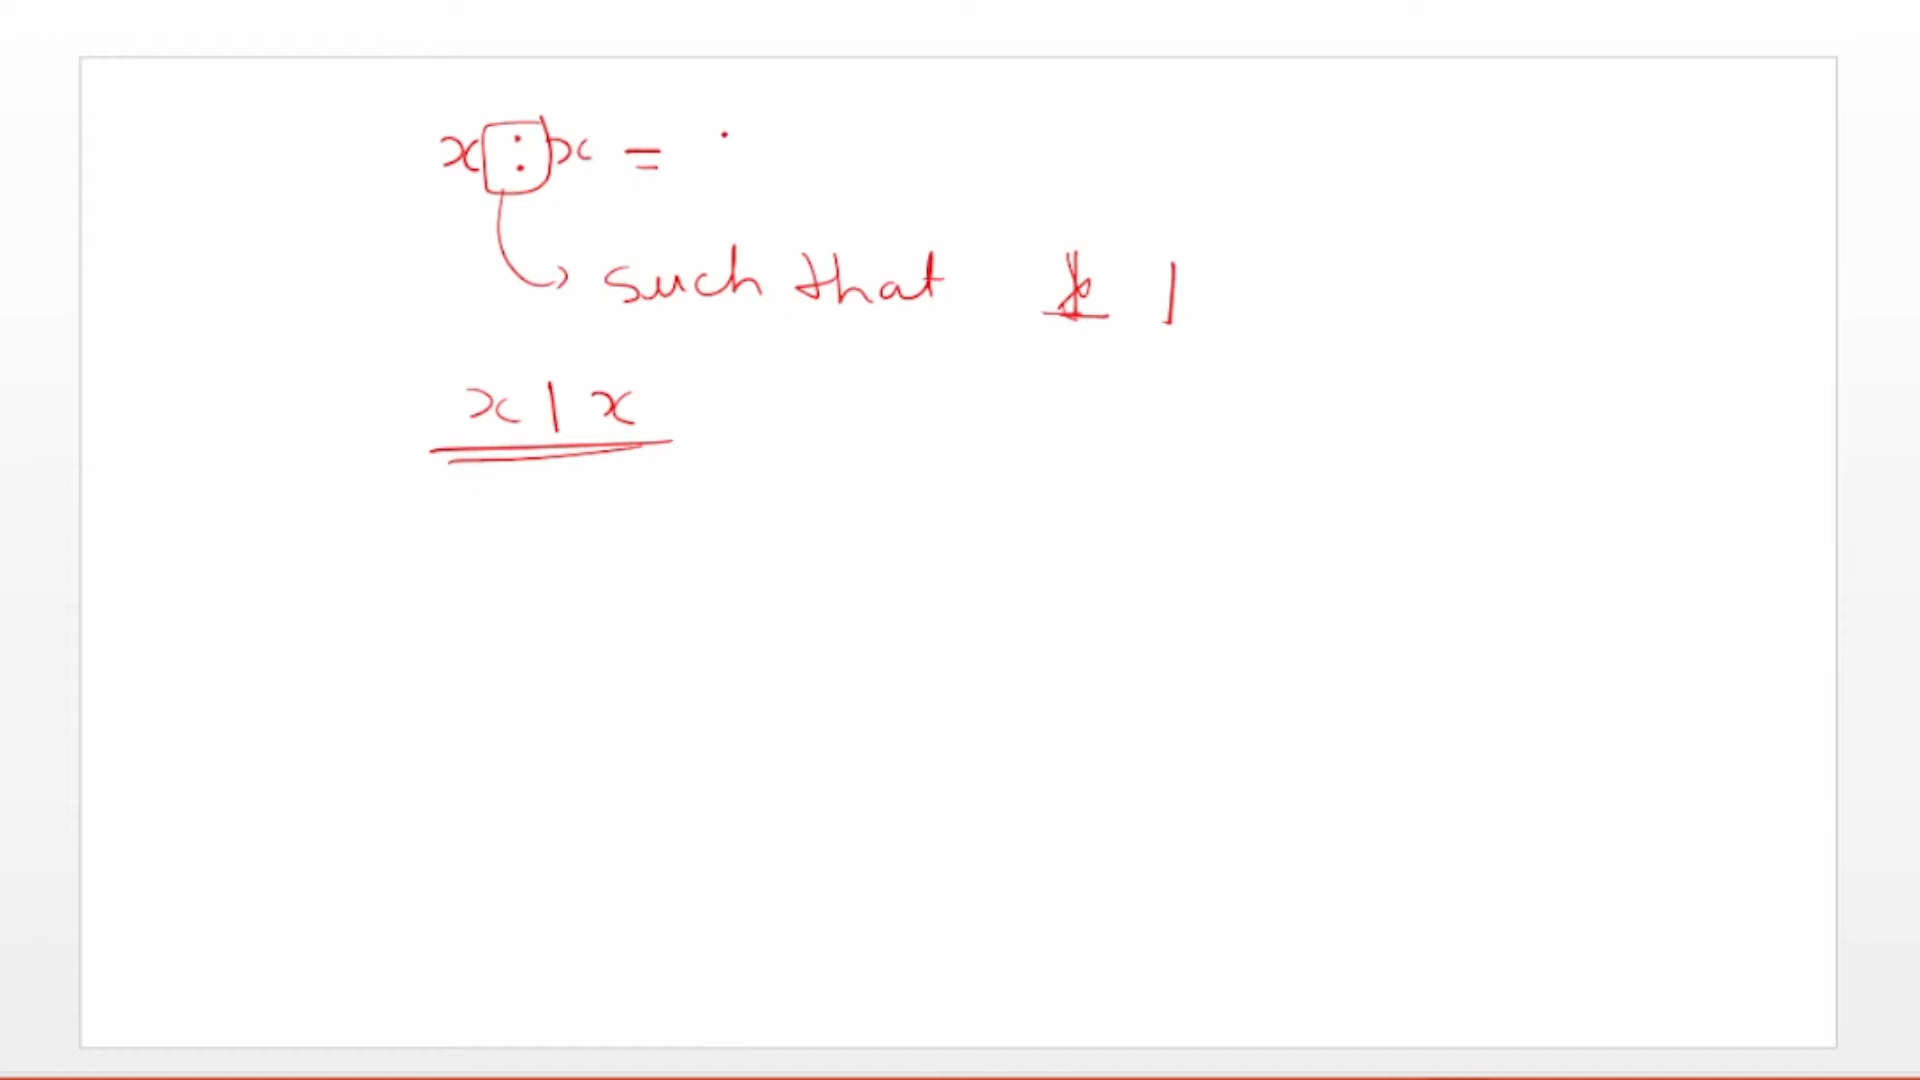 x : x =
such that |
x | x